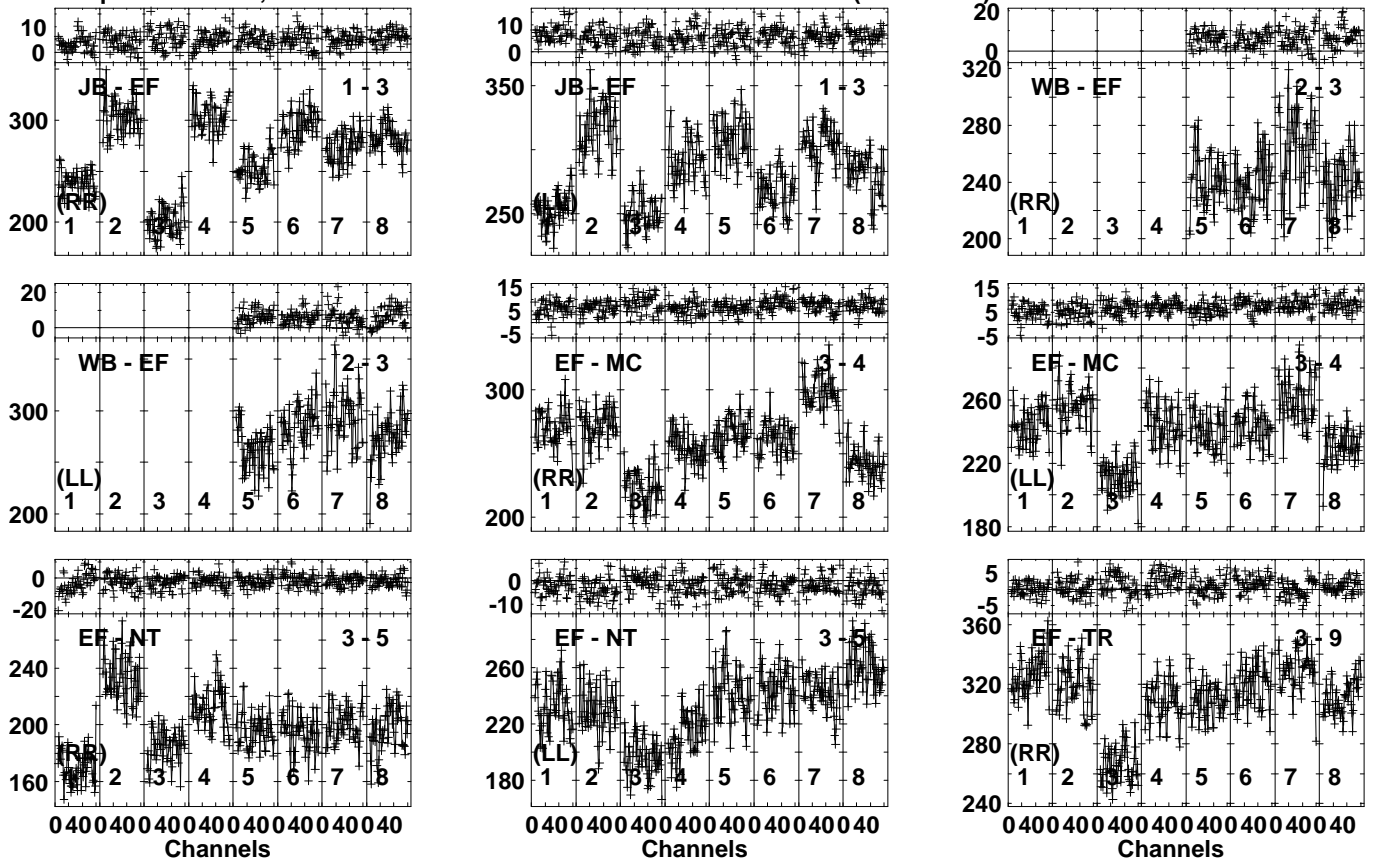 10
0
JB - EF 1 - 3
300
(RR)
200
1 2 3 4 5 6 7 8
10
0
JB - EF 1 - 3
350
(LL)
250
1 2 3 4 5 6 7 8
20
0
320
WB - EF 2 - 3
280
240
(RR)
200
1 2 3 4 5 6 7 8
20
0
WB - EF 2 - 3
300
(LL)
200
1 2 3 4 5 6 7 8
15
5
-5
EF - MC 3 - 4
300
(RR)
200
1 2 3 4 5 6 7 8
15
5
-5
EF - MC 3 - 4
260
220
(LL)
180
1 2 3 4 5 6 7 8
0
-20
EF - NT 3 - 5
240
200
(RR)
160
1 2 3 4 5 6 7 8
0 40 0 40 0 40 0 40 0 40 0 40 0 40 0 40
Channels
0
-10
EF - NT 3 - 5
260
220
(LL)
180
1 2 3 4 5 6 7 8
0 40 0 40 0 40 0 40 0 40 0 40 0 40 0 40
Channels
5
-5
360
EF - TR 3 - 9
320
280
(RR)
240
1 2 3 4 5 6 7 8
0 40 0 40 0 40 0 40 0 40 0 40 0 40 0 40
Channels